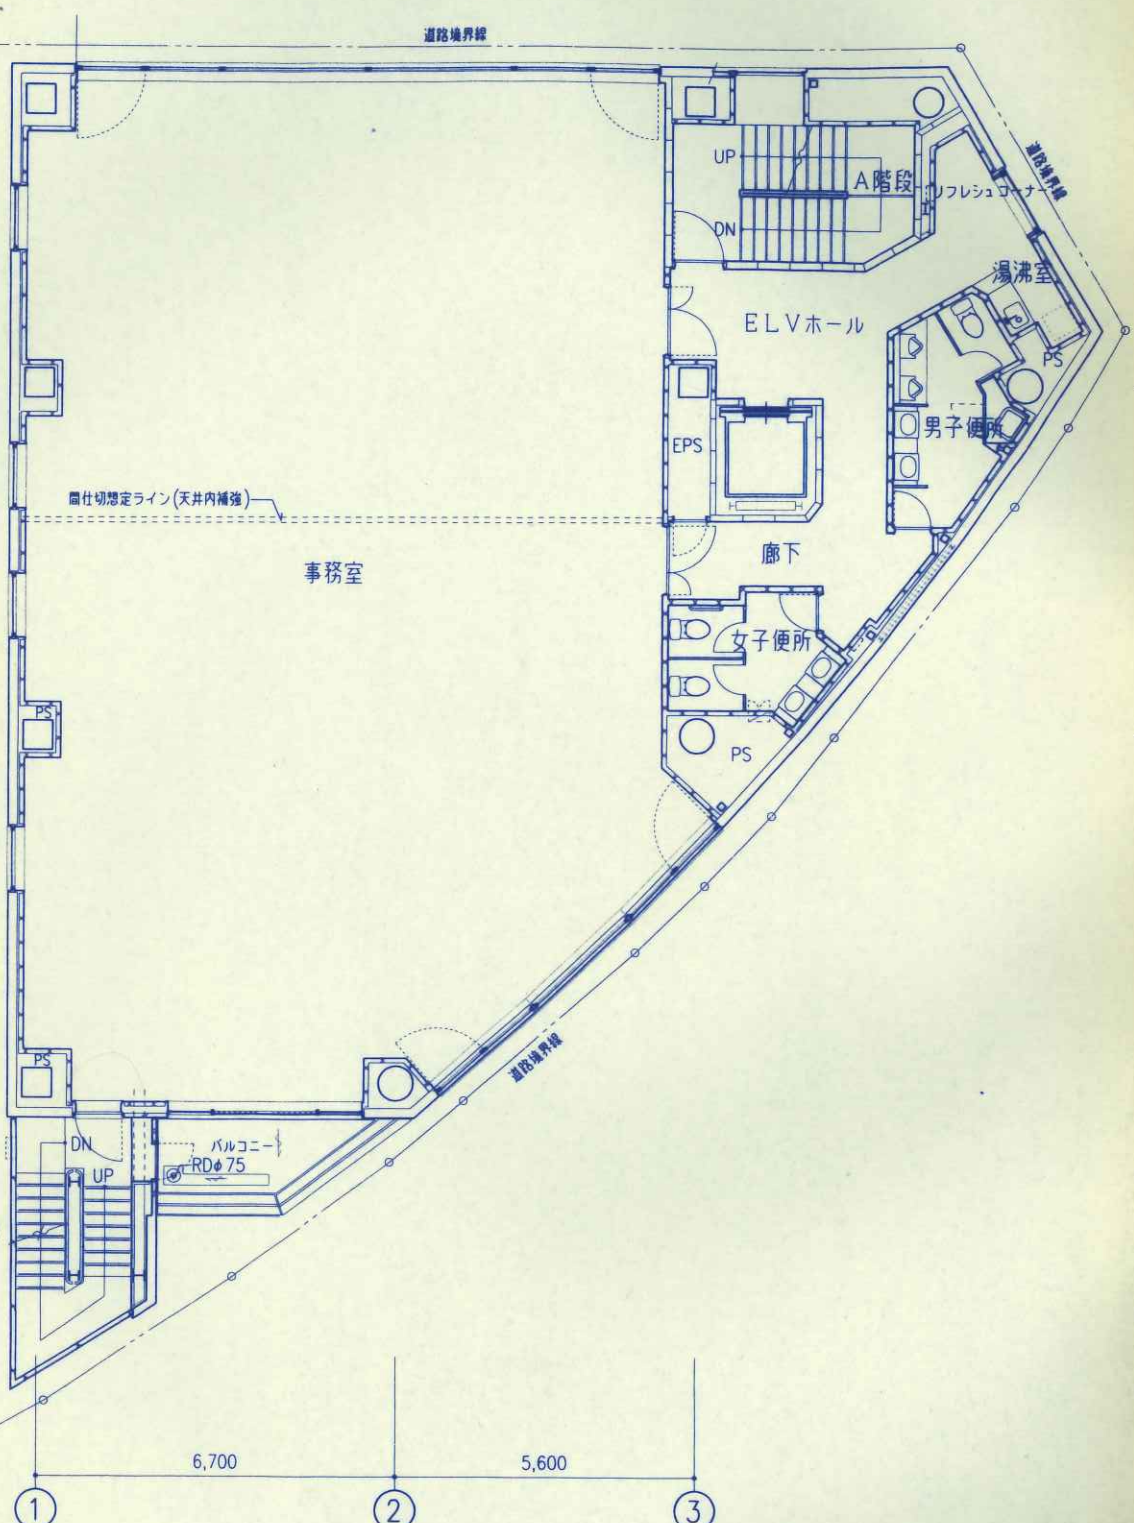 道路境界線
道路境界線
UP
A階段
リフレシュコーナー
DN
湯沸室
ELVホール
PS
男子便所
EPS
間仕切想定ライン(天井内補強)
廊下
事務室
女子便所
PS
PS
PS
道路境界線
DN
バルコニー
RDφ75
UP
6,700
5,600
1
2
3